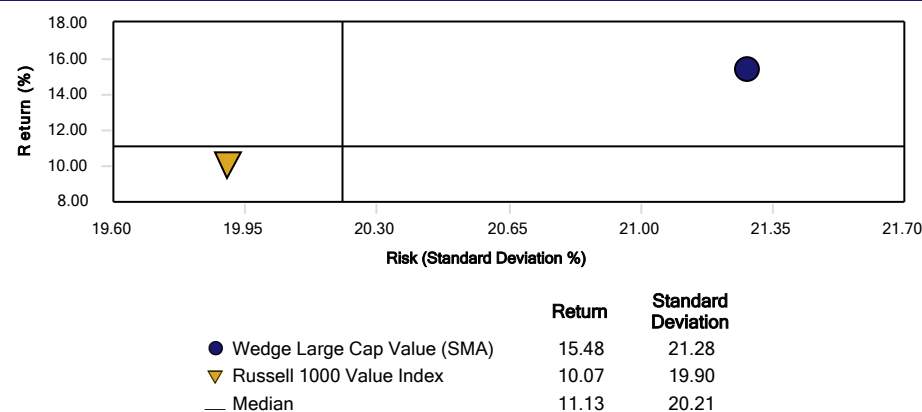 18.00
16.00
14.00
12.00
10.00
8.00
Return (%)
19.60 19.95 20.30 20.65 21.00 21.35 21.70
Risk (Standard Deviation %)
Return Standard Deviation
Wedge Large Cap Value (SMA) 15.48 21.28
Russell 1000 Value Index 10.07 19.90
Median 11.13 20.21